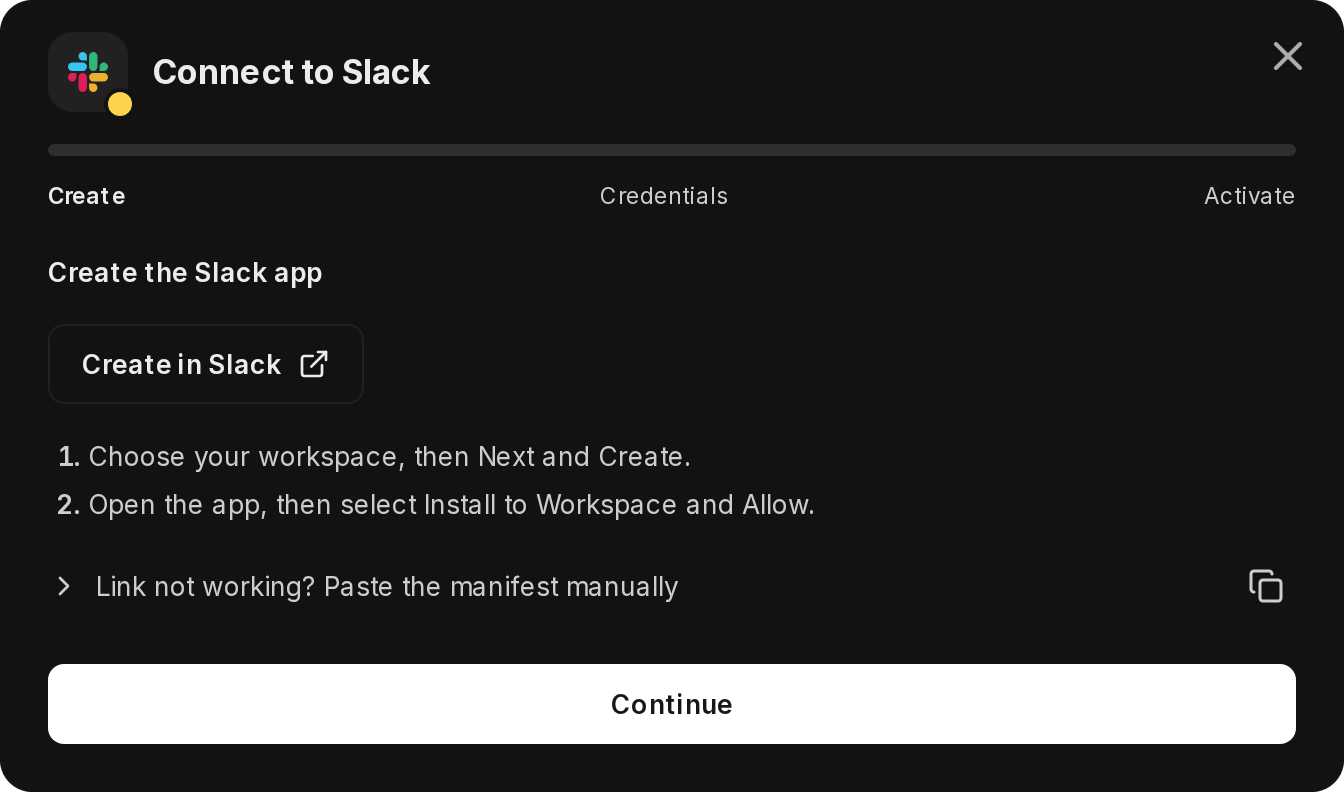 Connect to Slack
Create
Credentials
Activate
Create the Slack app
Create in Slack
1. Choose your workspace, then Next and Create.
2. Open the app, then select Install to Workspace and Allow.
Link not working? Paste the manifest manually
Continue